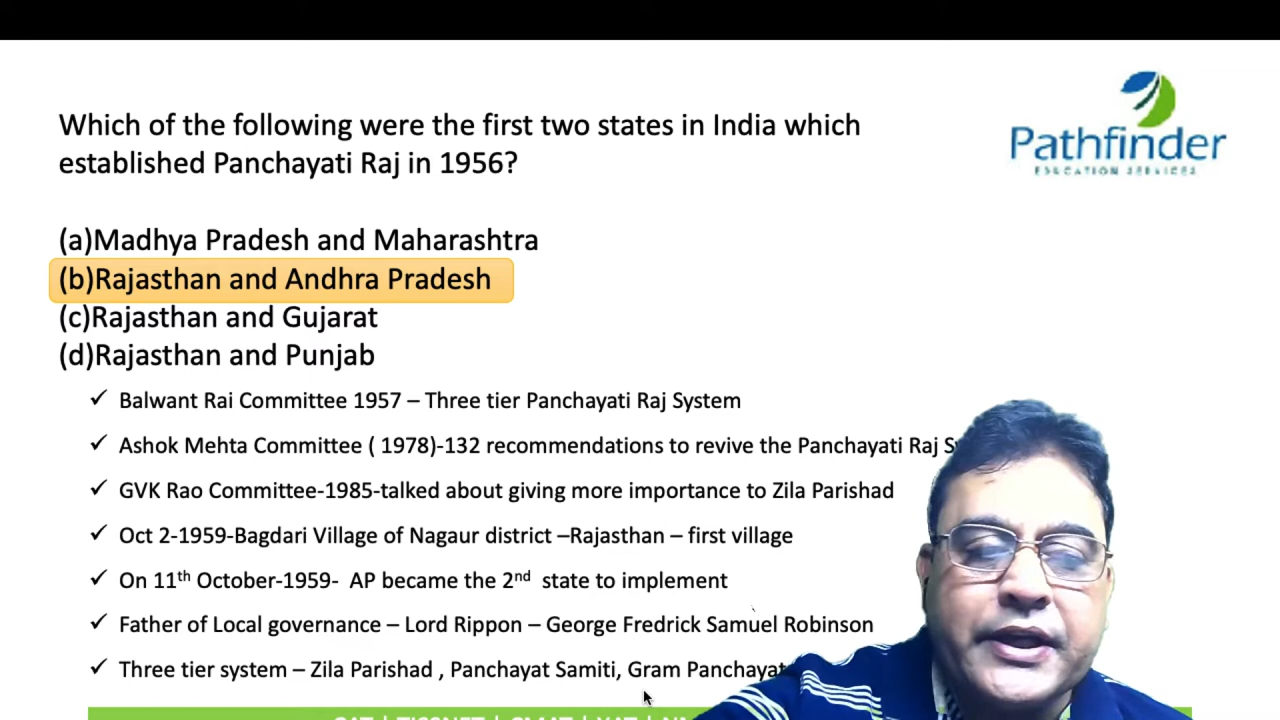 Which of the following were the first two states in India which
established Panchayati Raj in 1956?
Pathfinder
EDUCATION SERVICES
(a)Madhya Pradesh and Maharashtra
(b)Rajasthan and Andhra Pradesh
(c)Rajasthan and Gujarat
(d)Rajasthan and Punjab
✓ Balwant Rai Committee 1957 – Three tier Panchayati Raj System
✓ Ashok Mehta Committee ( 1978)-132 recommendations to revive the Panchayati Raj
✓ GVK Rao Committee-1985-talked about giving more importance to Zila Parishad
✓ Oct 2-1959-Bagdari Village of Nagaur district –Rajasthan – first village
✓ On 11th October-1959- AP became the 2nd state to implement
✓ Father of Local governance – Lord Rippon – George Fredrick Samuel Robinson
✓ Three tier system – Zila Parishad , Panchayat Samiti, Gram Panchayat